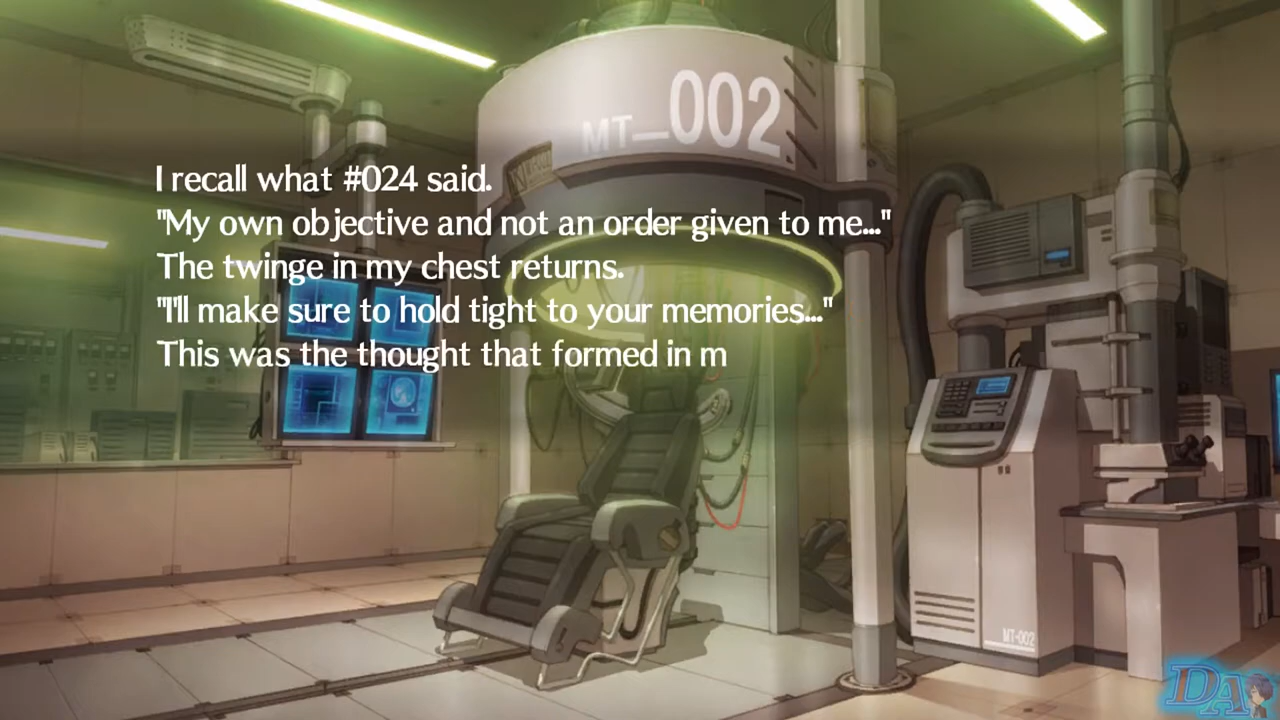 MT_002
I recall what #024 said.
"My own objective and not an order given to me..."
The twinge in my chest returns.
"I'll make sure to hold tight to your memories..."
This was the thought that formed in m
MT-002
DA